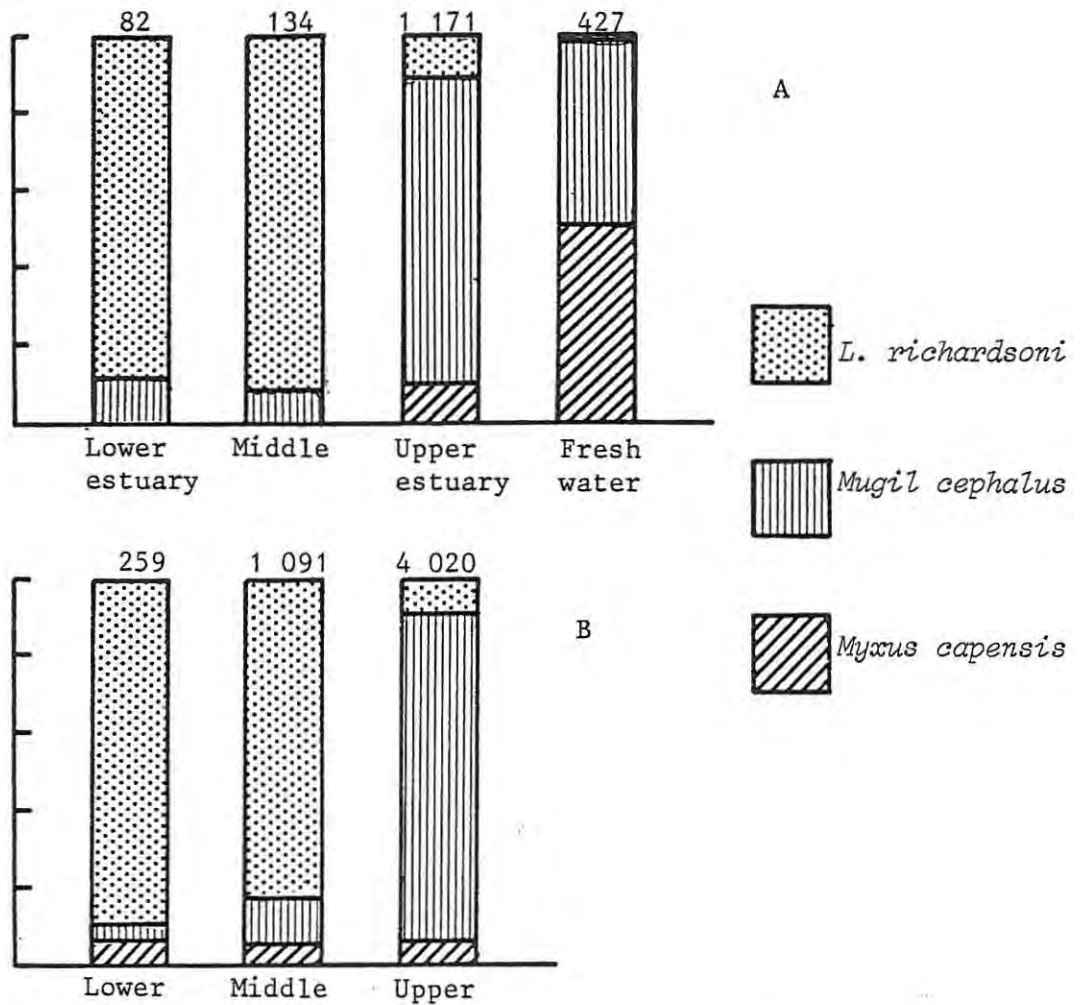 82 134 1 171 427
A
Lower estuary
Middle
Upper estuary
Fresh water
L. richardsoni
Mugil cephalus
Myxus capensis
259 1 091 4 020
B
Lower Middle Upper